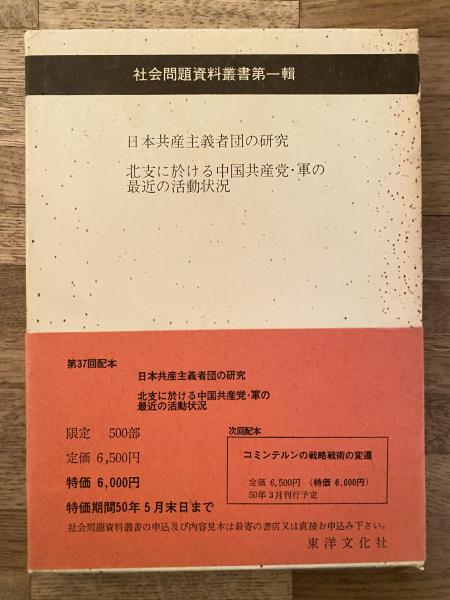 社会問題資料叢書第一輯
日本共産主義者団の研究
北支に於ける中国共産党・軍の
最近の活動状況
第37回配本
日本共産主義者団の研究
北支に於ける中国共産党・軍の
最近の活動状況
限定 500部
定価 6,500円
特価 6,000円
特価期間50年5月末日まで
次回配本
コミンテルンの戦略戦術の変遷
定価 6,500円 (特価 6,000円)
50年3月刊行予定
社会問題資料叢書の申込及び内容見本は最寄の書店又は直接お申込み下さい。
東洋文化社